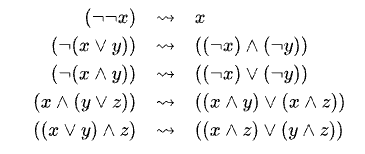 (¬¬x) ⇝ x
(¬(x ∨ y)) ⇝ ((¬x) ∧ (¬y))
(¬(x ∧ y)) ⇝ ((¬x) ∨ (¬y))
(x ∧ (y ∨ z)) ⇝ ((x ∧ y) ∨ (x ∧ z))
((x ∨ y) ∧ z) ⇝ ((x ∧ z) ∨ (y ∧ z))